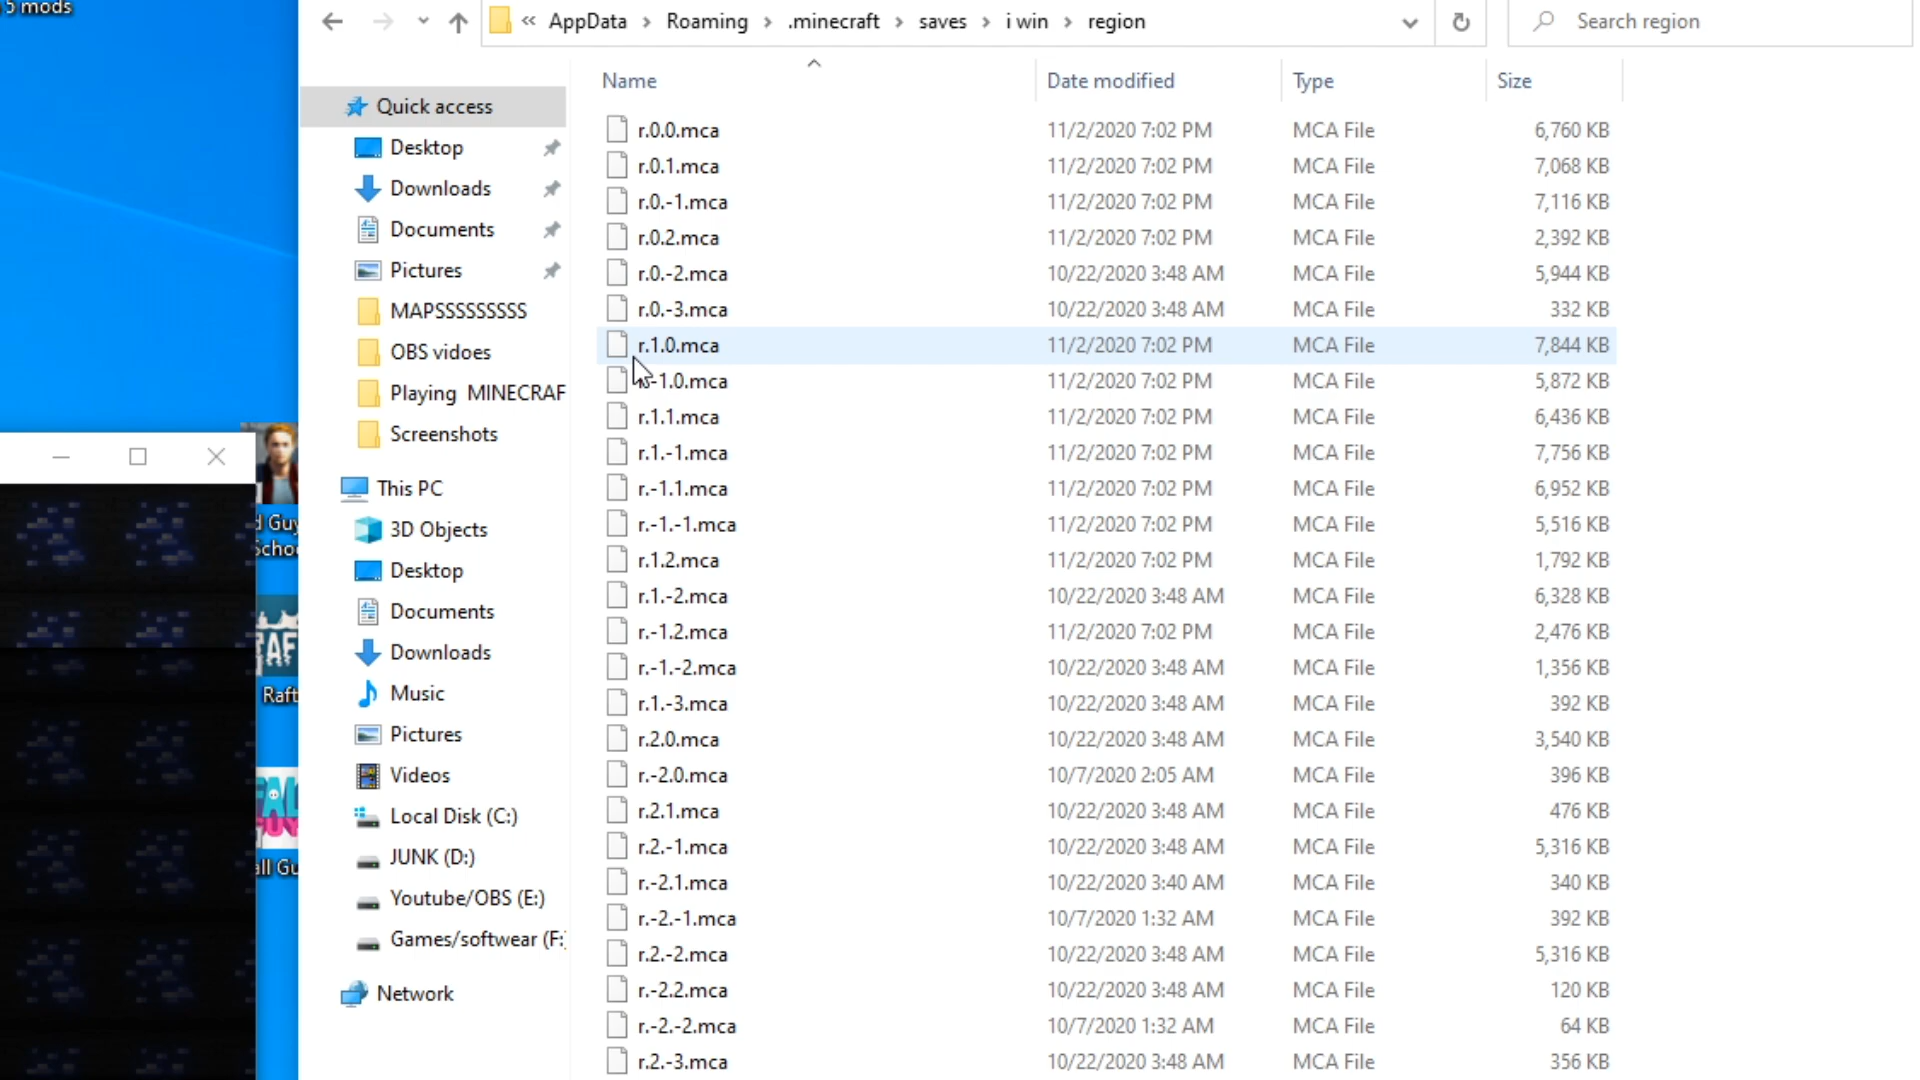 5 mods
« AppData > Roaming > .minecraft > saves > i win > region
Search region
Name Date modified Type Size
Quick access
Desktop
Downloads
Documents
Pictures
MAPSSSSSSSSS
OBS vidoes
Playing MINECRAF
Screenshots
This PC
3D Objects
Desktop
Documents
Downloads
Music
Pictures
Videos
Local Disk (C:)
JUNK (D:)
Youtube/OBS (E:)
Games/softwear (F:)
Network
r.0.0.mca 11/2/2020 7:02 PM MCA File 6,760 KB
r.0.1.mca 11/2/2020 7:02 PM MCA File 7,068 KB
r.0.-1.mca 11/2/2020 7:02 PM MCA File 7,116 KB
r.0.2.mca 11/2/2020 7:02 PM MCA File 2,392 KB
r.0.-2.mca 10/22/2020 3:48 AM MCA File 5,944 KB
r.0.-3.mca 10/22/2020 3:48 AM MCA File 332 KB
r.1.0.mca 11/2/2020 7:02 PM MCA File 7,844 KB
r.-1.0.mca 11/2/2020 7:02 PM MCA File 5,872 KB
r.1.1.mca 11/2/2020 7:02 PM MCA File 6,436 KB
r.1.-1.mca 11/2/2020 7:02 PM MCA File 7,756 KB
r.-1.1.mca 11/2/2020 7:02 PM MCA File 6,952 KB
r.-1.-1.mca 11/2/2020 7:02 PM MCA File 5,516 KB
r.1.2.mca 11/2/2020 7:02 PM MCA File 1,792 KB
r.1.-2.mca 10/22/2020 3:48 AM MCA File 6,328 KB
r.-1.2.mca 11/2/2020 7:02 PM MCA File 2,476 KB
r.-1.-2.mca 10/22/2020 3:48 AM MCA File 1,356 KB
r.1.-3.mca 10/22/2020 3:48 AM MCA File 392 KB
r.2.0.mca 10/22/2020 3:48 AM MCA File 3,540 KB
r.-2.0.mca 10/7/2020 2:05 AM MCA File 396 KB
r.2.1.mca 10/22/2020 3:48 AM MCA File 476 KB
r.2.-1.mca 10/22/2020 3:48 AM MCA File 5,316 KB
r.-2.1.mca 10/22/2020 3:40 AM MCA File 340 KB
r.-2.-1.mca 10/7/2020 1:32 AM MCA File 392 KB
r.2.-2.mca 10/22/2020 3:48 AM MCA File 5,316 KB
r.-2.2.mca 10/22/2020 3:48 AM MCA File 120 KB
r.-2.-2.mca 10/7/2020 1:32 AM MCA File 64 KB
r.2.-3.mca 10/22/2020 3:48 AM MCA File 356 KB
d Guy
Schoo
Raft
all Gu